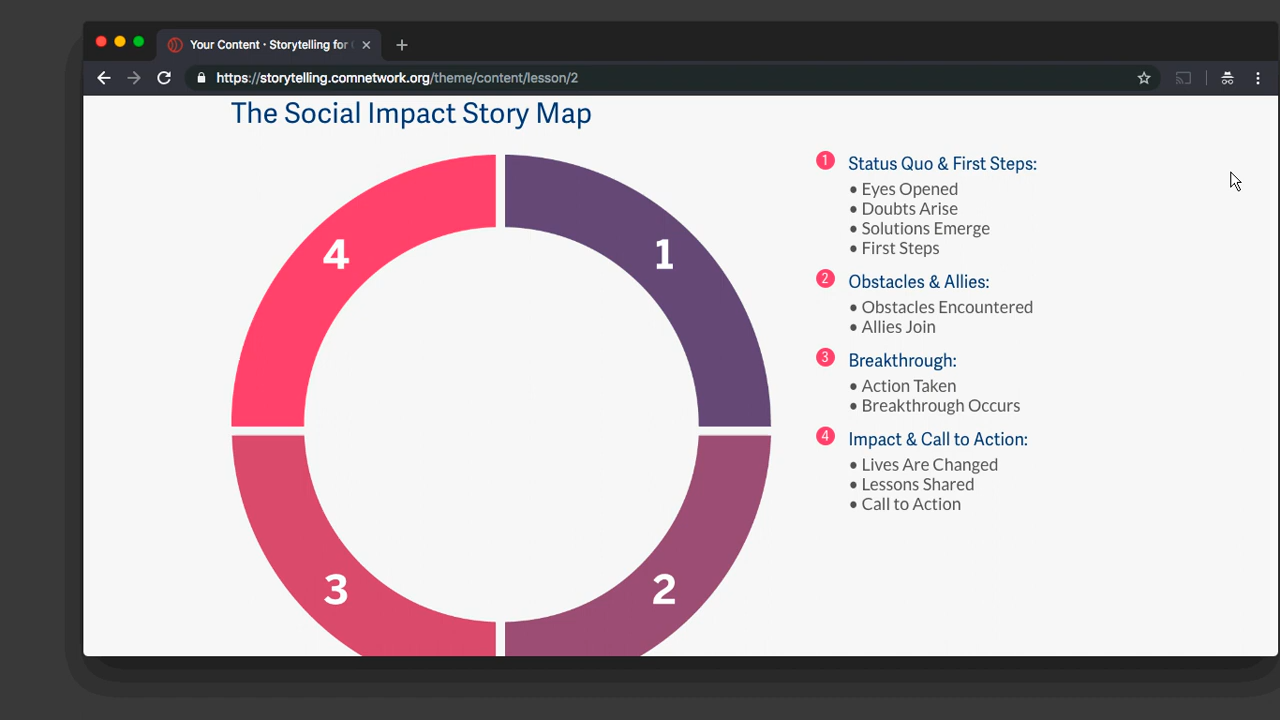 Your Content · Storytelling for
https://storytelling.comnetwork.org/theme/content/lesson/2
The Social Impact Story Map
4
1
3
2
1 Status Quo & First Steps:
• Eyes Opened
• Doubts Arise
• Solutions Emerge
• First Steps
2 Obstacles & Allies:
• Obstacles Encountered
• Allies Join
3 Breakthrough:
• Action Taken
• Breakthrough Occurs
4 Impact & Call to Action:
• Lives Are Changed
• Lessons Shared
• Call to Action